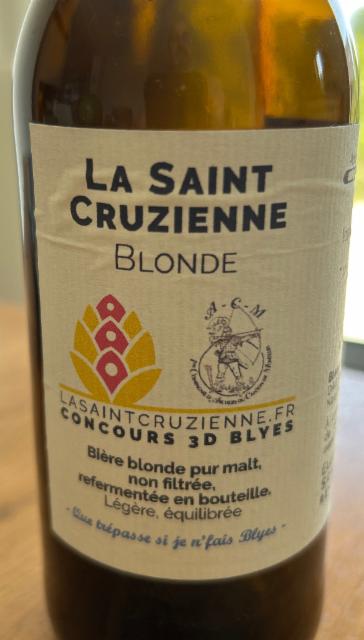 LA SAINT
CRUZIENNE
BLONDE
A-C-M
LASAINTCRUZIENNE.FR
CONCOURS 3D BLYES
Bière blonde pur malt,
non filtrée,
refermentée en bouteille.
Légère, équilibrée
- Que trépasse si je n'fais Blyes -